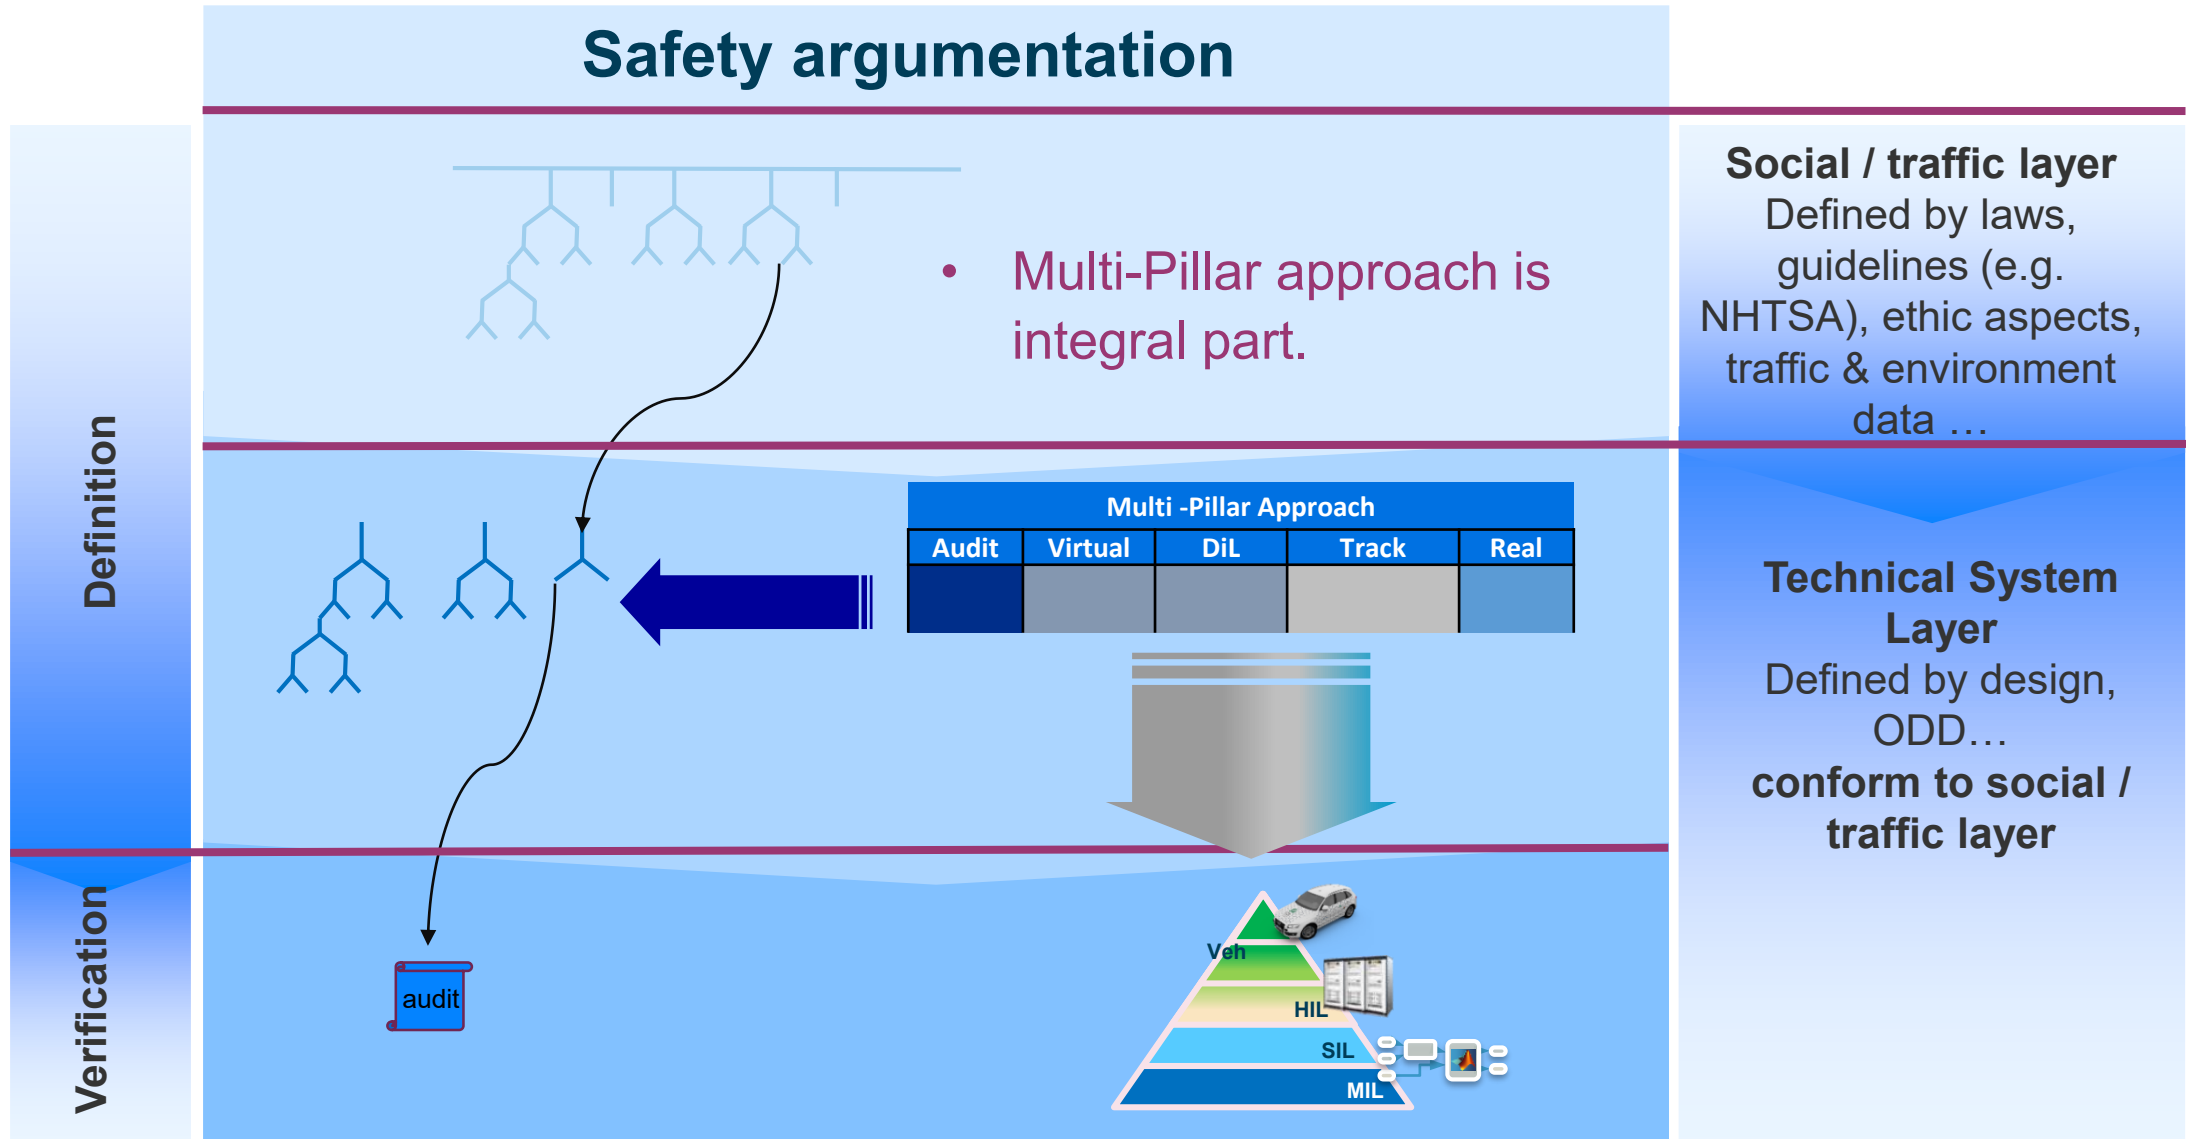 Safety argumentation
Definition
Verification
• Multi-Pillar approach is
integral part.
Social / traffic layer
Defined by laws,
guidelines (e.g.
NHTSA), ethic aspects,
traffic & environment
data …
Multi -Pillar Approach
Audit Virtual DiL Track Real
Technical System
Layer
Defined by design,
ODD…
conform to social /
traffic layer
audit
Veh
HIL
SIL
MIL